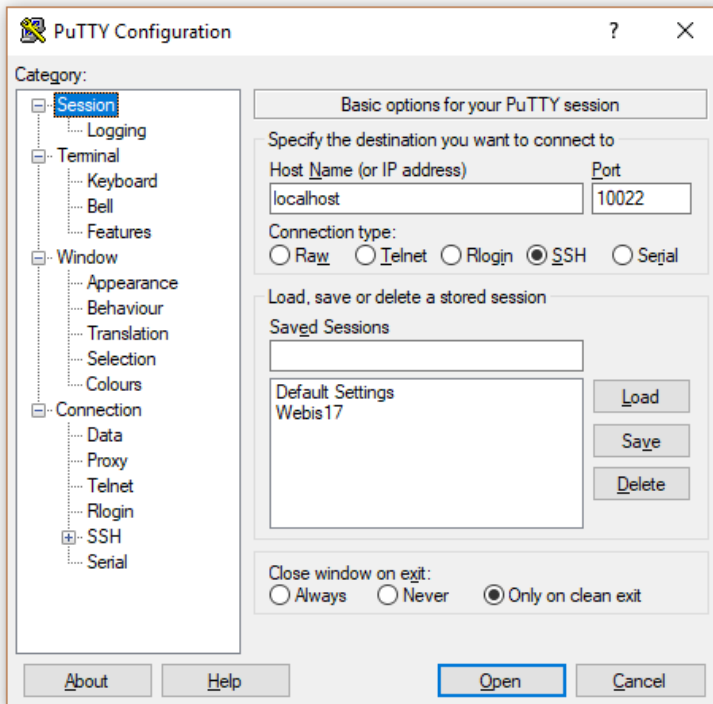 PuTTY Configuration
?
Category:
Session
Logging
Terminal
Keyboard
Bell
Features
Window
Appearance
Behaviour
Translation
Selection
Colours
Connection
Data
Proxy
Telnet
Rlogin
SSH
Serial
Basic options for your PuTTY session
Specify the destination you want to connect to
Host Name (or IP address) Port
localhost 10022
Connection type:
Raw Telnet Rlogin SSH Serial
Load, save or delete a stored session
Saved Sessions
Default Settings
Webis17
Load
Save
Delete
Close window on exit:
Always Never Only on clean exit
About Help Open Cancel